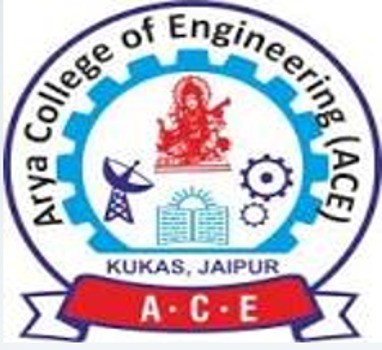 Arya College of Engineering (ACE)
KUKAS, JAIPUR
A · C · E